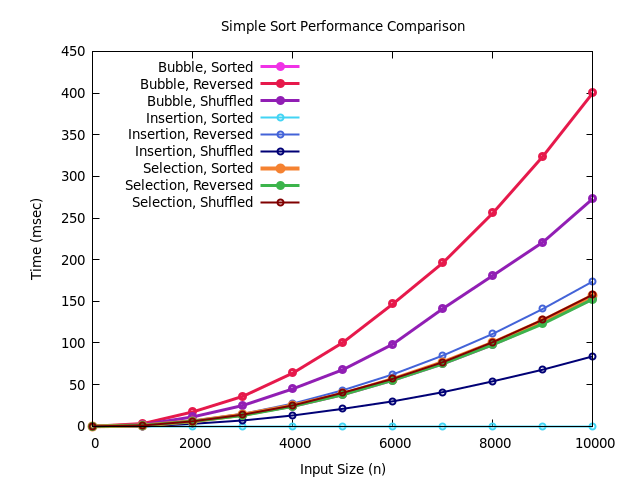 Simple Sort Performance Comparison
450
400
350
300
250
200
150
100
50
0
Time (msec)
Bubble, Sorted
Bubble, Reversed
Bubble, Shuffled
Insertion, Sorted
Insertion, Reversed
Insertion, Shuffled
Selection, Sorted
Selection, Reversed
Selection, Shuffled
0 2000 4000 6000 8000 10000
Input Size (n)